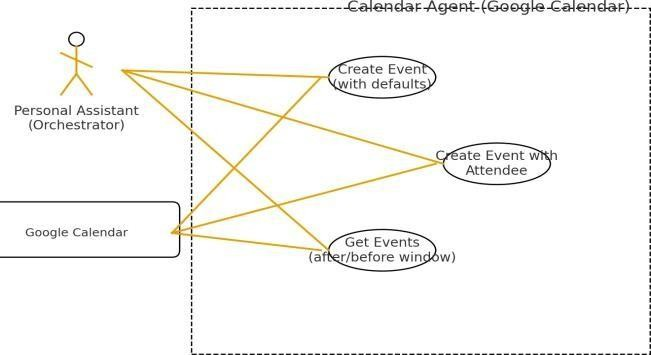 Calendar Agent (Google Calendar)
Create Event
(with defaults)
Personal Assistant
(Orchestrator)
Create Event with
Attendee
Google Calendar
Get Events
(after/before window)